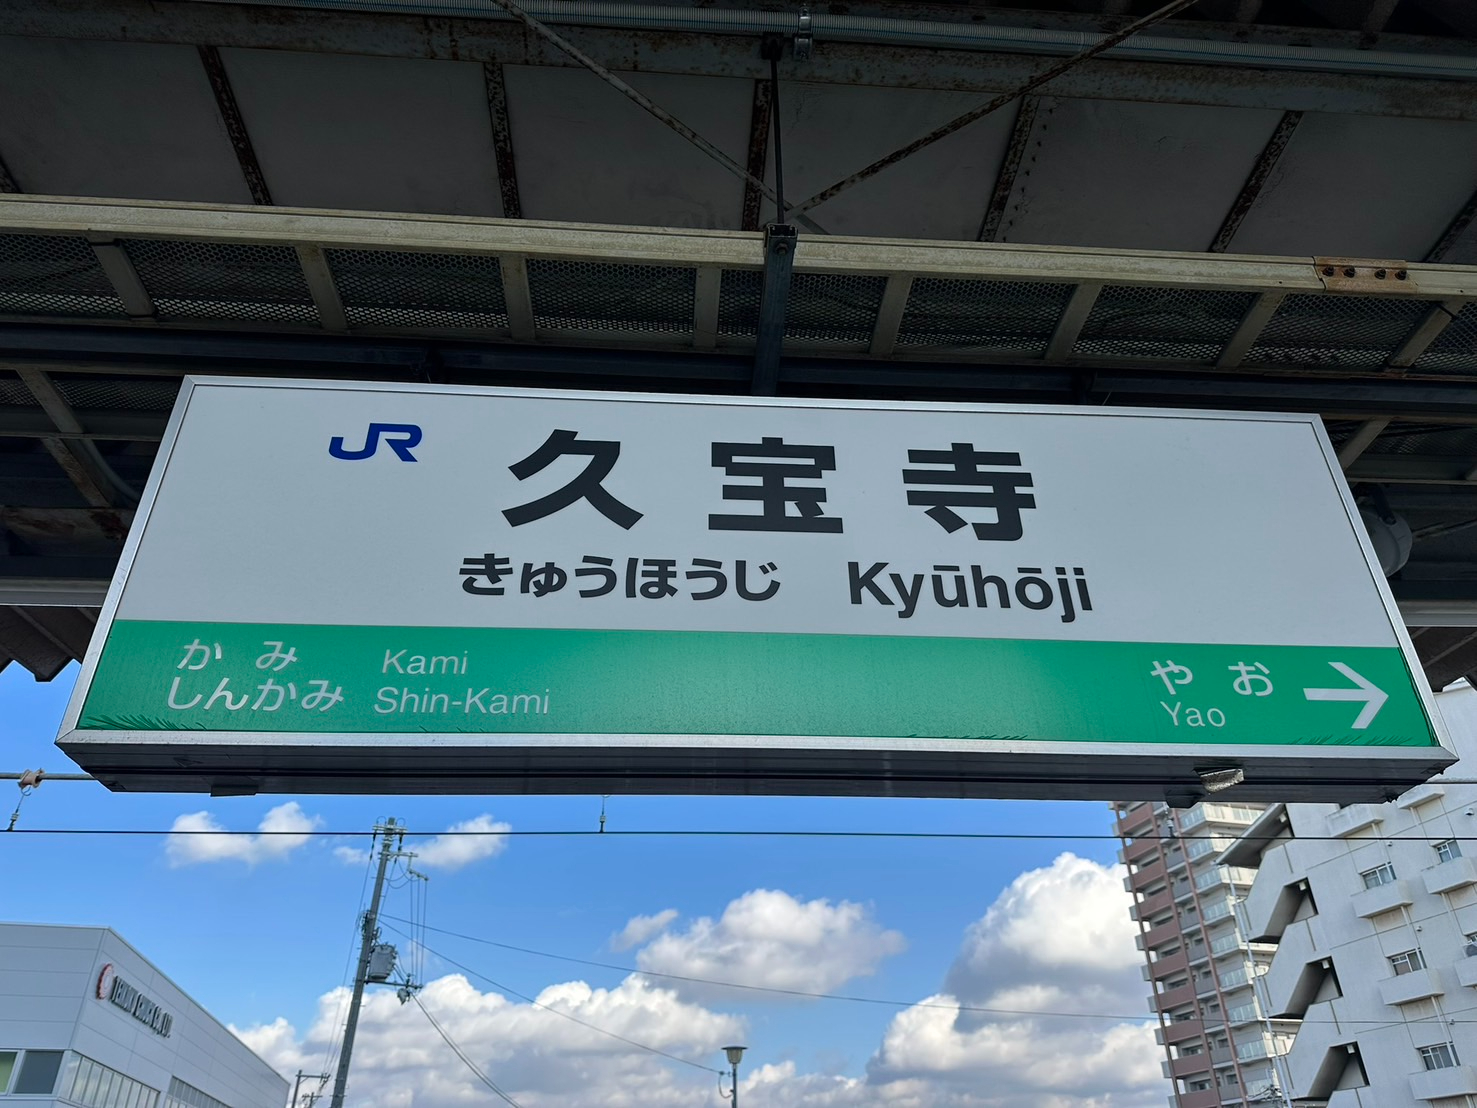 JR 久宝寺
きゅうほうじ Kyūhōji
かみ Kami
しんかみ Shin-Kami
やお
Yao